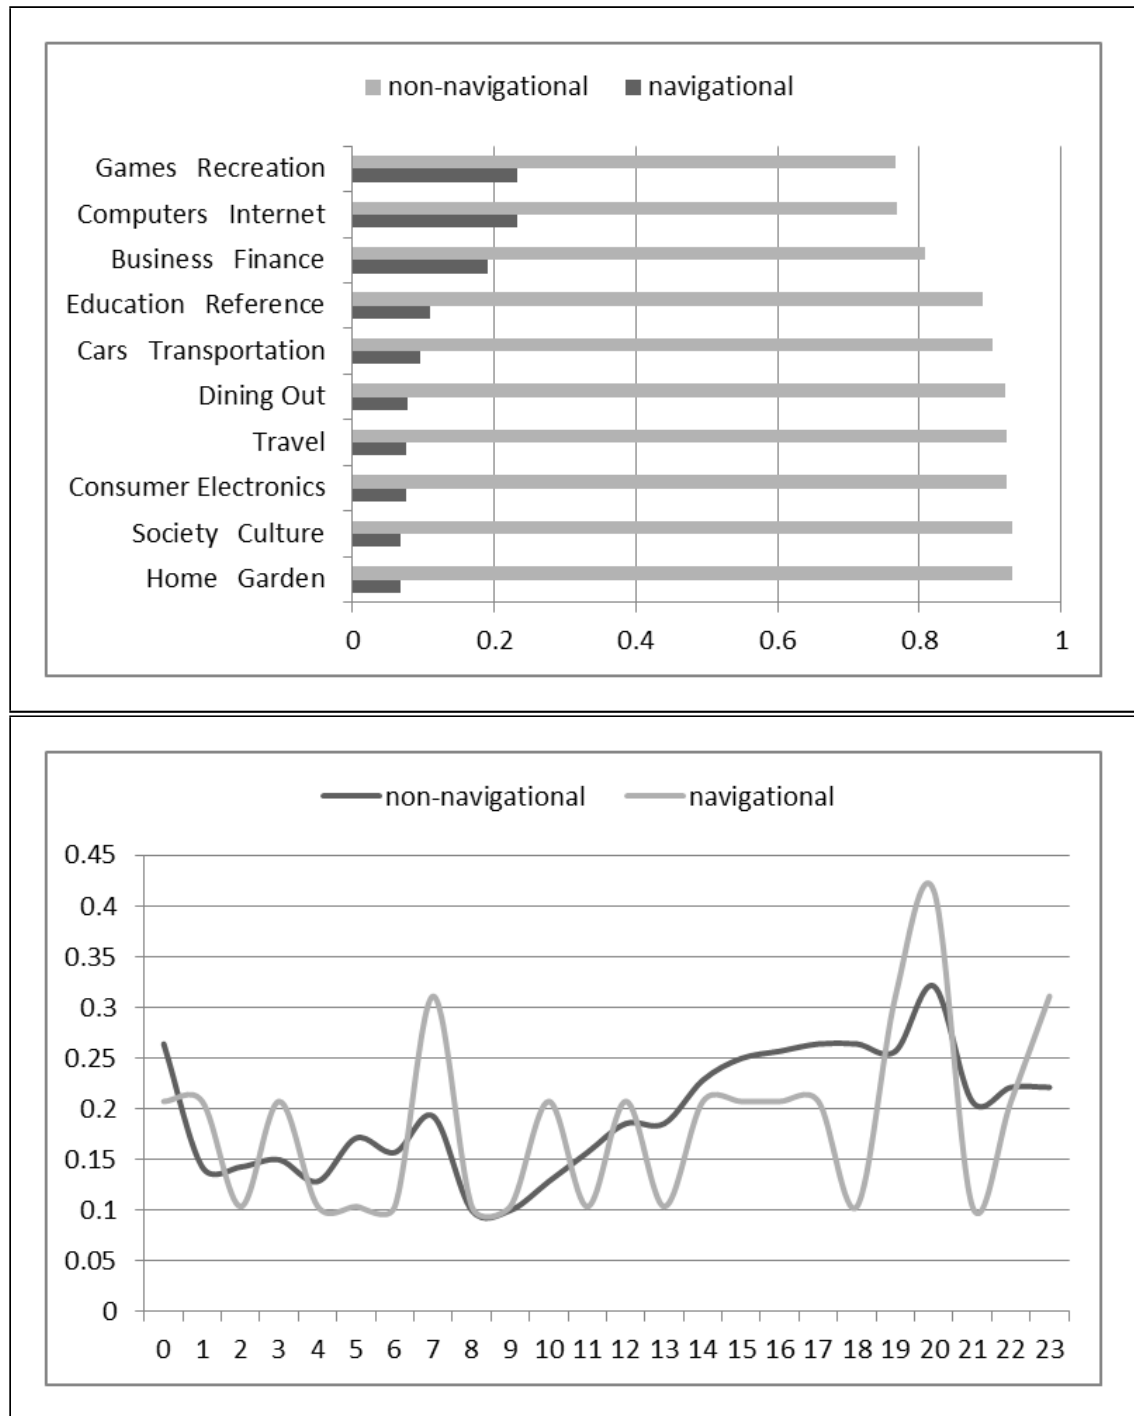 non-navigational navigational
Games Recreation
Computers Internet
Business Finance
Education Reference
Cars Transportation
Dining Out
Travel
Consumer Electronics
Society Culture
Home Garden
0 0.2 0.4 0.6 0.8 1
non-navigational navigational
0.45
0.4
0.35
0.3
0.25
0.2
0.15
0.1
0.05
0
0 1 2 3 4 5 6 7 8 9 10 11 12 13 14 15 16 17 18 19 20 21 22 23